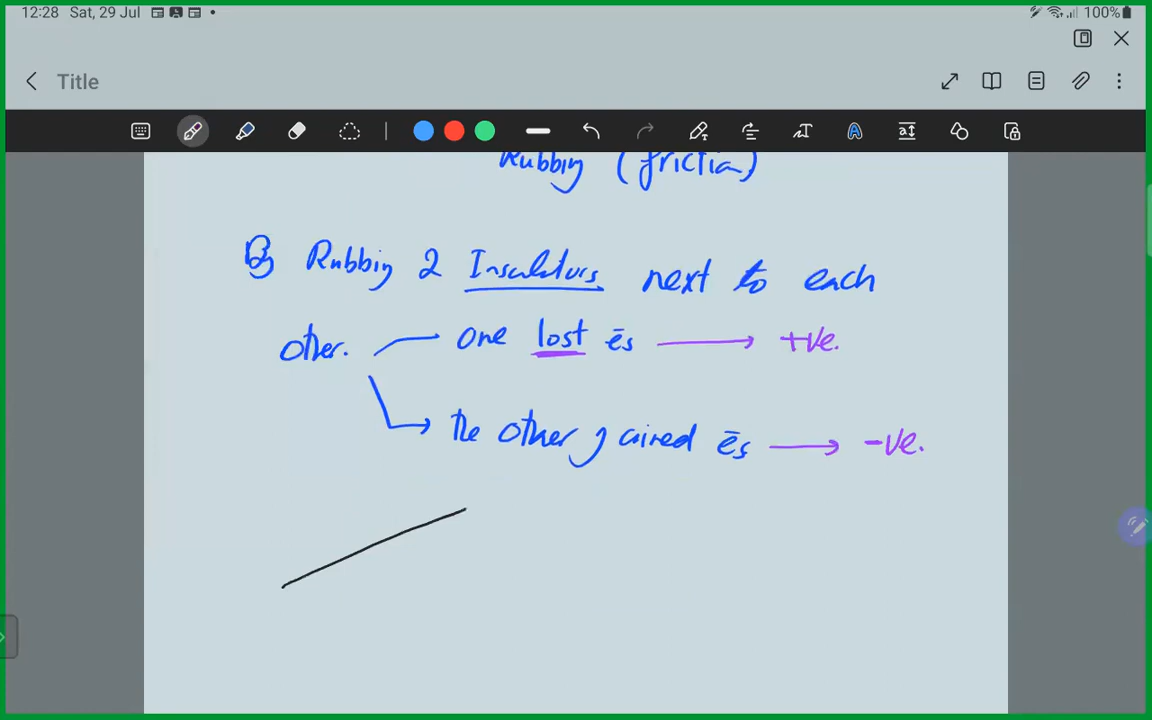 12:28 Sat, 29 Jul 100%
Title
Rubbing (friction)
By Rubbing 2 Insulators next to each
other. one lost ēs → +ve.
the other gained ēs → -ve.